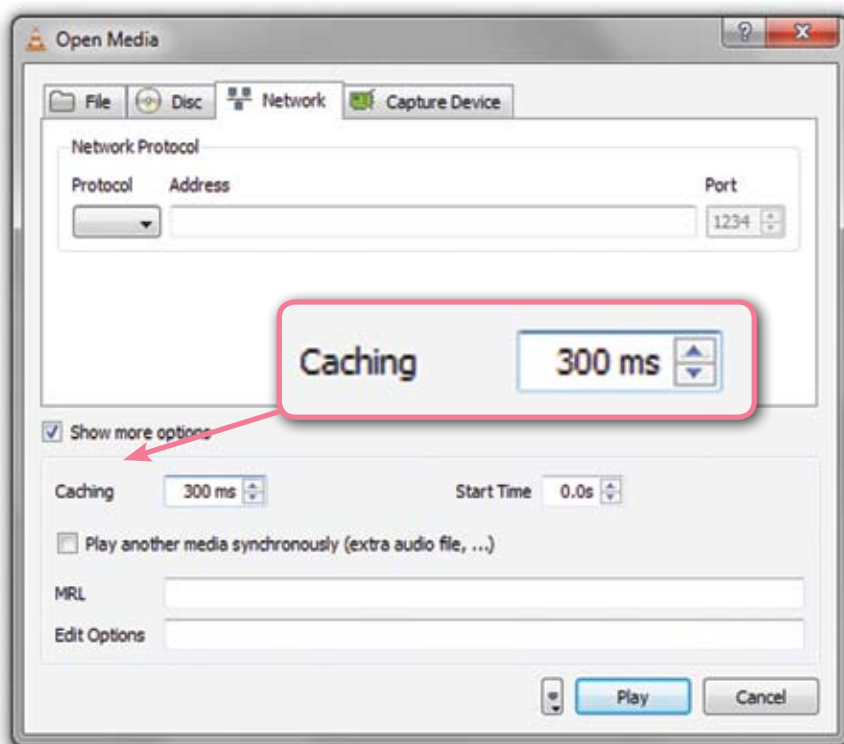 Open Media
File Disc Network Capture Device
Network Protocol
Protocol Address Port
1234
Caching 300 ms
Show more options
Caching 300 ms Start Time 0.0s
Play another media synchronously (extra audio file, ...)
MRL
Edit Options
Play Cancel